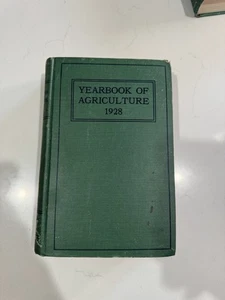 YEARBOOK OF
AGRICULTURE
1928